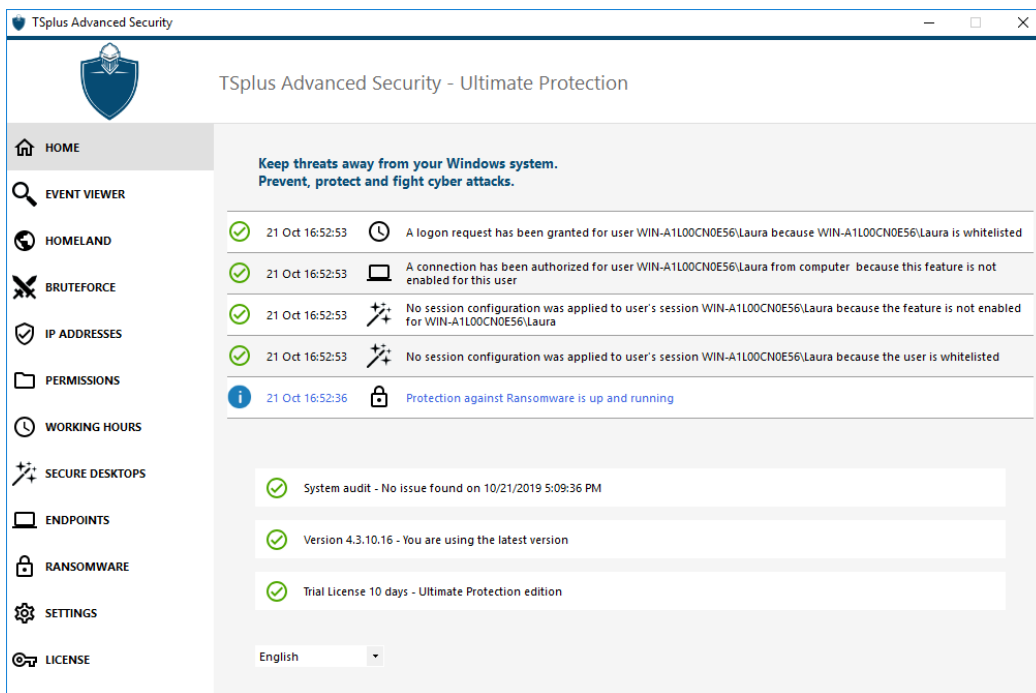 TSplus Advanced Security
TSplus Advanced Security - Ultimate Protection
HOME
EVENT VIEWER
HOMELAND
BRUTEFORCE
IP ADDRESSES
PERMISSIONS
WORKING HOURS
SECURE DESKTOPS
ENDPOINTS
RANSOMWARE
SETTINGS
LICENSE
Keep threats away from your Windows system.
Prevent, protect and fight cyber attacks.
21 Oct 16:52:53 A logon request has been granted for user WIN-A1L00CN0E56\Laura because WIN-A1L00CN0E56\Laura is whitelisted
21 Oct 16:52:53 A connection has been authorized for user WIN-A1L00CN0E56\Laura from computer  because this feature is not
enabled for this user
21 Oct 16:52:53 No session configuration was applied to user's session WIN-A1L00CN0E56\Laura because the feature is not enabled
for WIN-A1L00CN0E56\Laura
21 Oct 16:52:53 No session configuration was applied to user's session WIN-A1L00CN0E56\Laura because the user is whitelisted
21 Oct 16:52:36 Protection against Ransomware is up and running
System audit - No issue found on 10/21/2019 5:09:36 PM
Version 4.3.10.16 - You are using the latest version
Trial License 10 days - Ultimate Protection edition
English